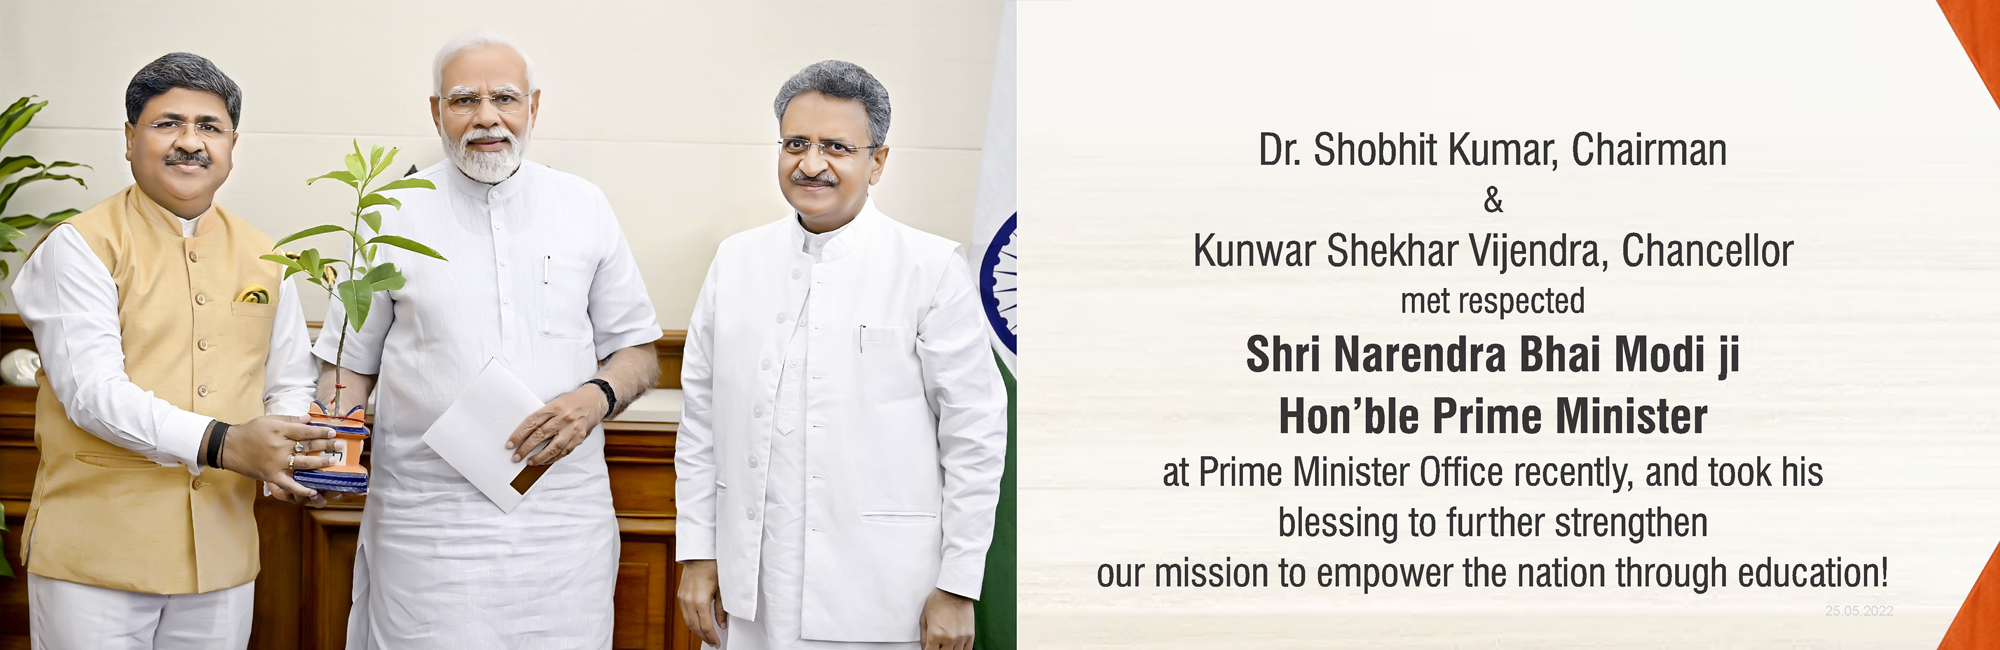 Dr. Shobhit Kumar, Chairman
&
Kunwar Shekhar Vijendra, Chancellor
met respected
Shri Narendra Bhai Modi ji
Hon’ble Prime Minister
at Prime Minister Office recently, and took his
blessing to further strengthen
our mission to empower the nation through education!
25.05.2022